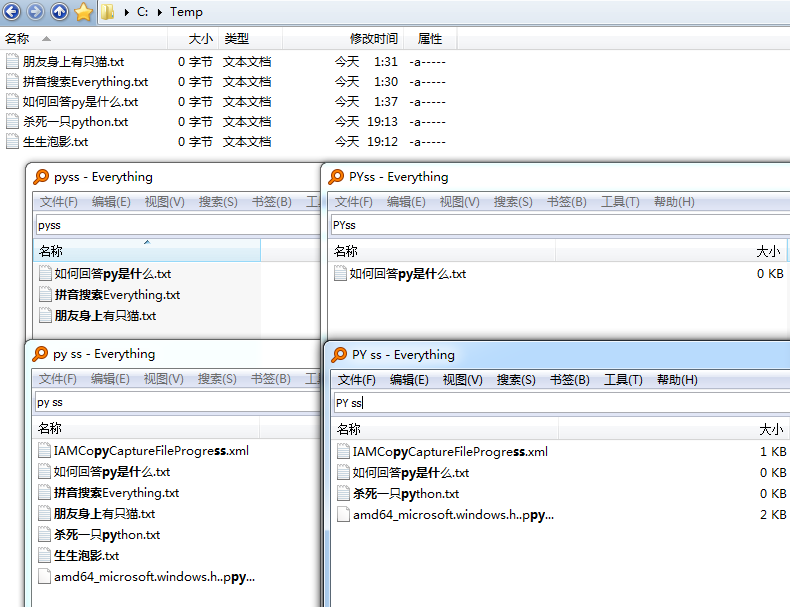 C: Temp
名称 大小 类型 修改时间 属性
朋友身上有只猫.txt 0 字节 文本文档 今天 1:31 -a-----
拼音搜索Everything.txt 0 字节 文本文档 今天 1:30 -a-----
如何回答py是什么.txt 0 字节 文本文档 今天 1:37 -a-----
杀死一只python.txt 0 字节 文本文档 今天 19:13 -a-----
生生泡影.txt 0 字节 文本文档 今天 19:12 -a-----
pyss - Everything
文件(F) 编辑(E) 视图(V) 搜索(S) 书签(B) 工
pyss
名称
如何回答py是什么.txt
拼音搜索Everything.txt
朋友身上有只猫.txt
PYss - Everything
文件(F) 编辑(E) 视图(V) 搜索(S) 书签(B) 工具(T) 帮助(H)
PYss
名称 大小
如何回答py是什么.txt 0 KB
py ss - Everything
文件(F) 编辑(E) 视图(V) 搜索(S) 书签(B) 工
py ss
名称
IAMCopyCaptureFileProgress.xml
如何回答py是什么.txt
拼音搜索Everything.txt
朋友身上有只猫.txt
杀死一只python.txt
生生泡影.txt
amd64_microsoft.windows.h..ppy...
PY ss - Everything
文件(F) 编辑(E) 视图(V) 搜索(S) 书签(B) 工具(T) 帮助(H)
PY ss
名称 大小
IAMCopyCaptureFileProgress.xml 1 KB
如何回答py是什么.txt 0 KB
杀死一只python.txt 0 KB
amd64_microsoft.windows.h..ppy... 2 KB